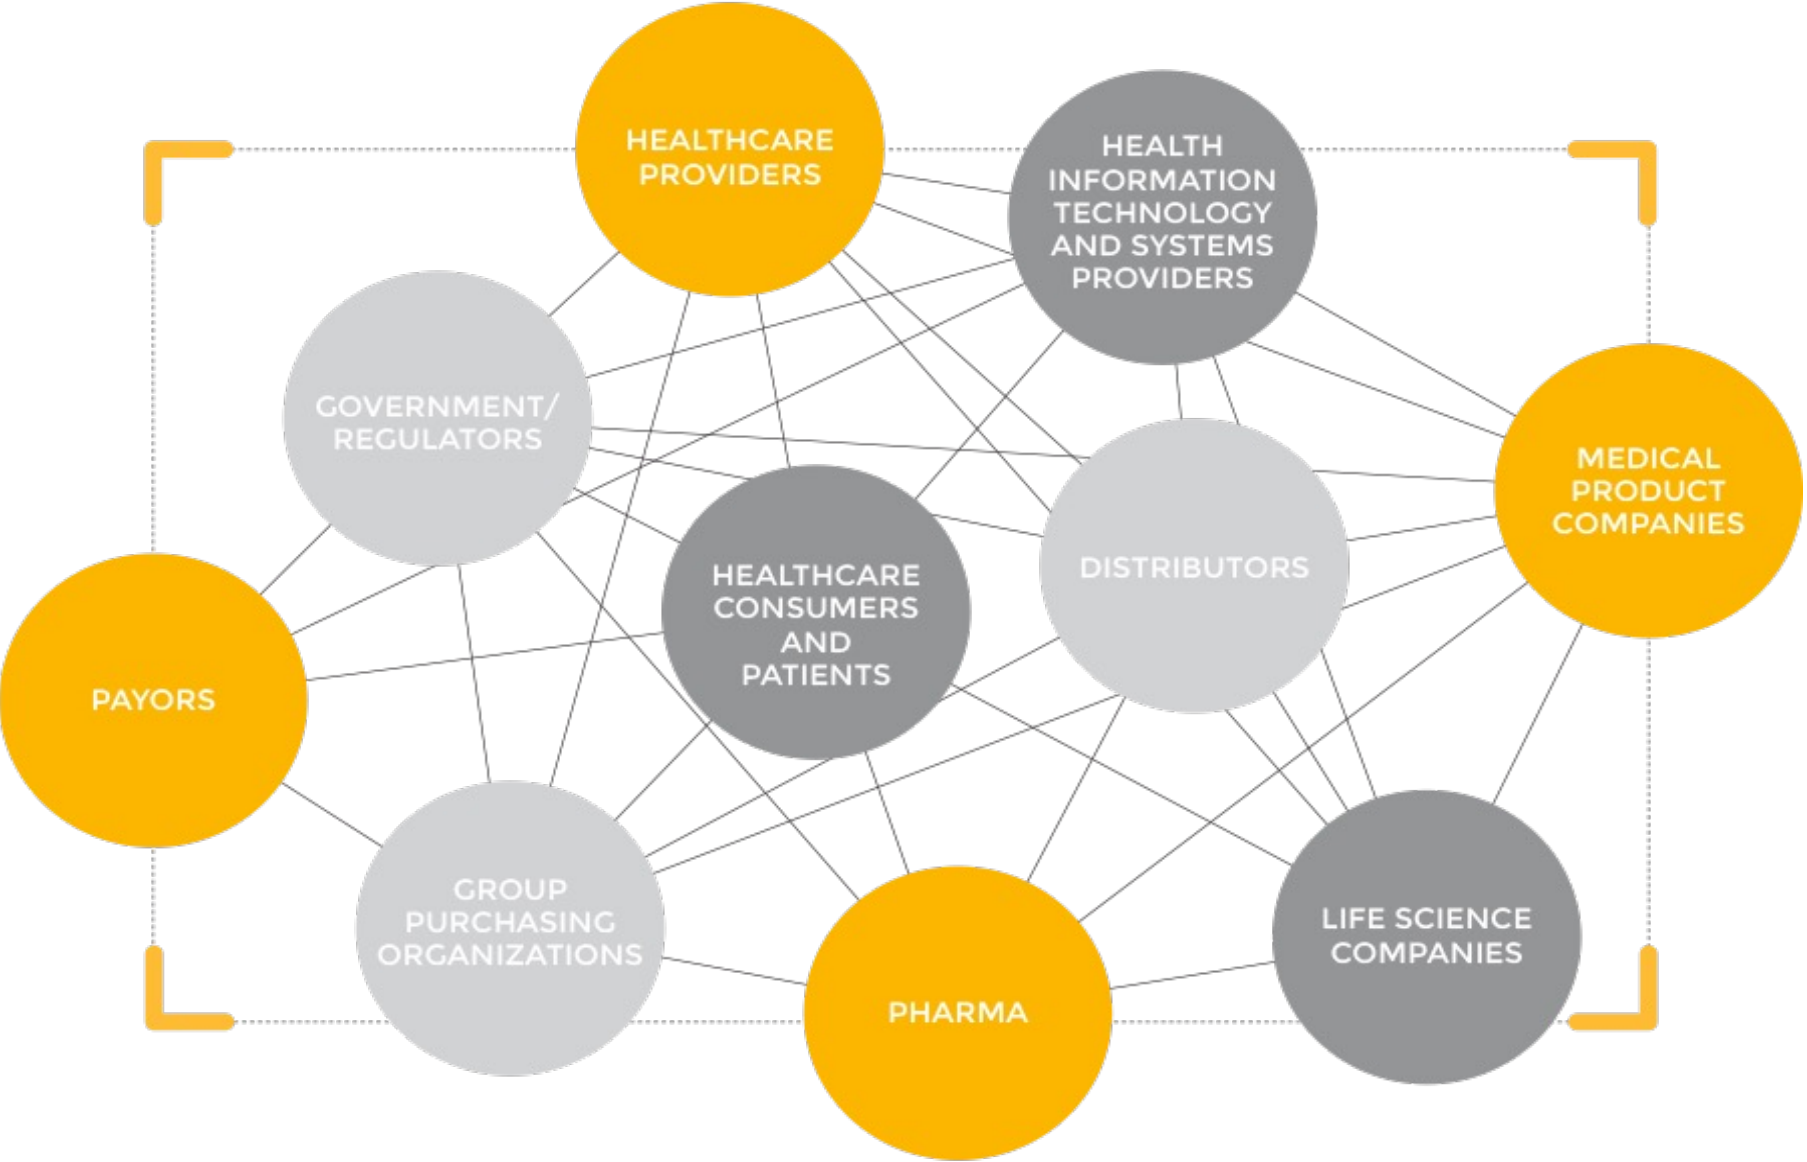 HEALTHCARE
PROVIDERS
HEALTH
INFORMATION
TECHNOLOGY
AND SYSTEMS
PROVIDERS
GOVERNMENT/
REGULATORS
MEDICAL
PRODUCT
COMPANIES
HEALTHCARE
CONSUMERS
AND
PATIENTS
DISTRIBUTORS
PAYORS
GROUP
PURCHASING
ORGANIZATIONS
LIFE SCIENCE
COMPANIES
PHARMA